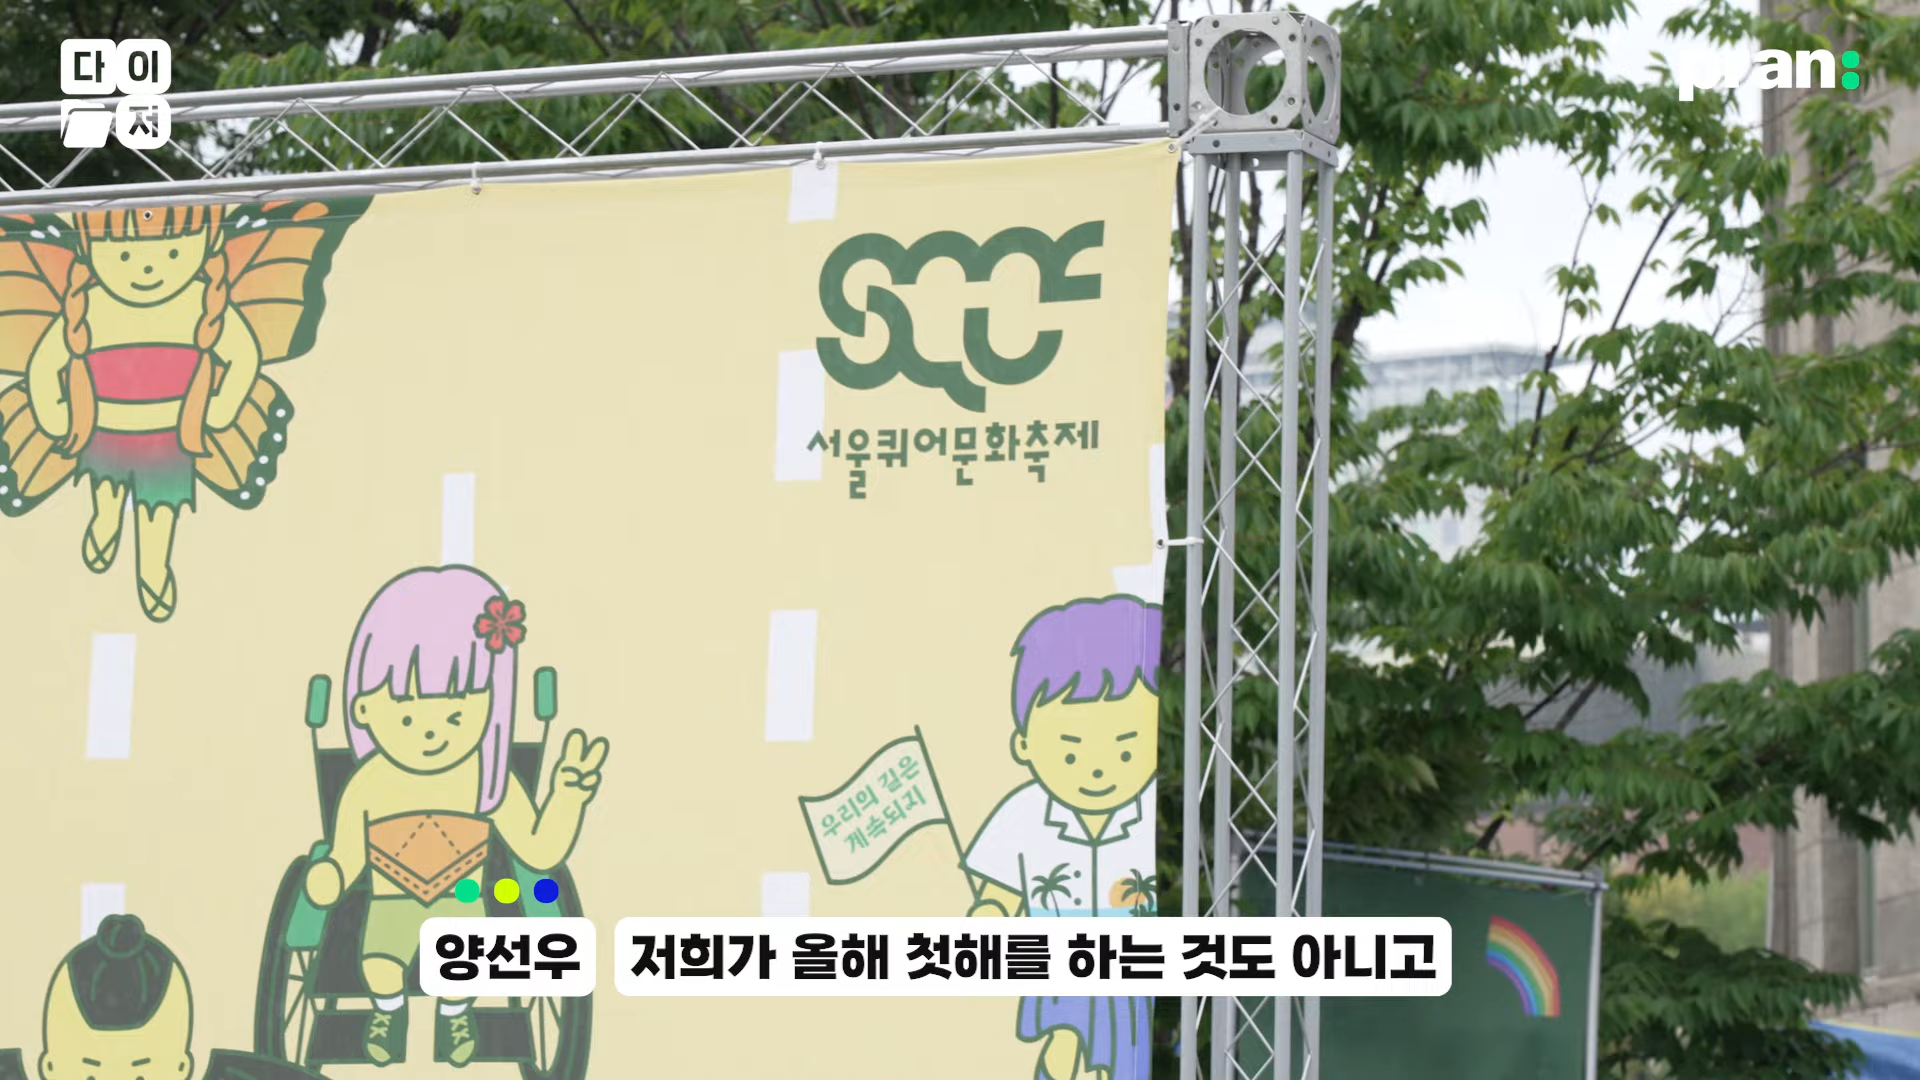 다이저
pran:
SQCF
서울퀴어문화축제
우리의 길은
계속되지
양선우 저희가 올해 첫해를 하는 것도 아니고